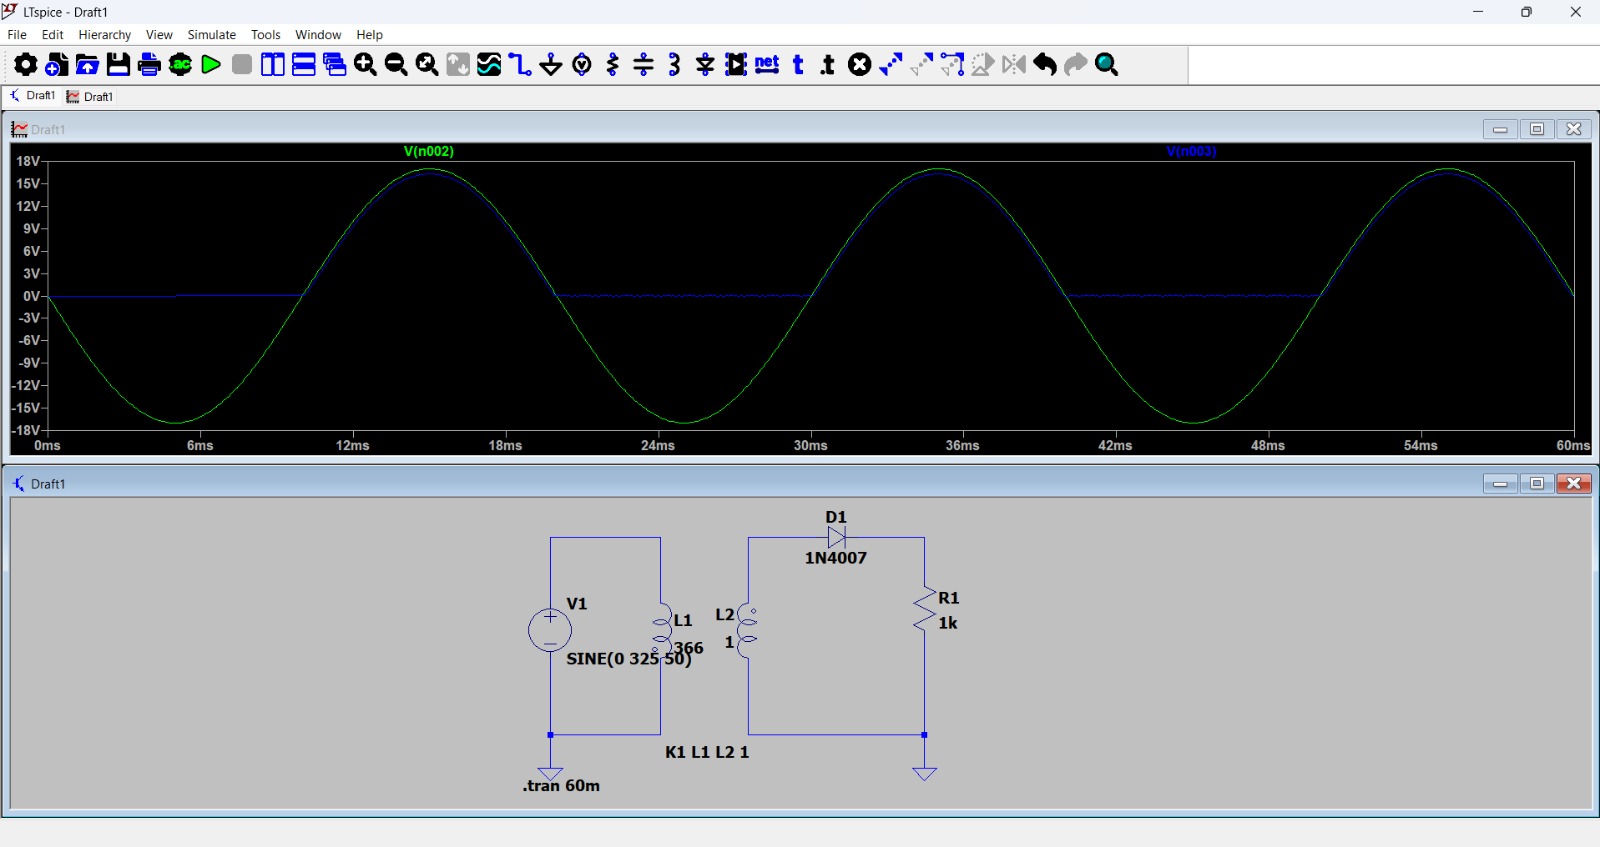 LTspice - Draft1
File Edit Hierarchy View Simulate Tools Window Help
ac net t .t
Draft1 Draft1
Draft1
V(n002) V(n003)
18V
15V
12V
9V
6V
3V
0V
-3V
-6V
-9V
-12V
-15V
-18V
0ms 6ms 12ms 18ms 24ms 30ms 36ms 42ms 48ms 54ms 60ms
Draft1
D1
1N4007
V1
SINE(0 325 50)
L1
366
L2
1
R1
1k
K1 L1 L2 1
.tran 60m